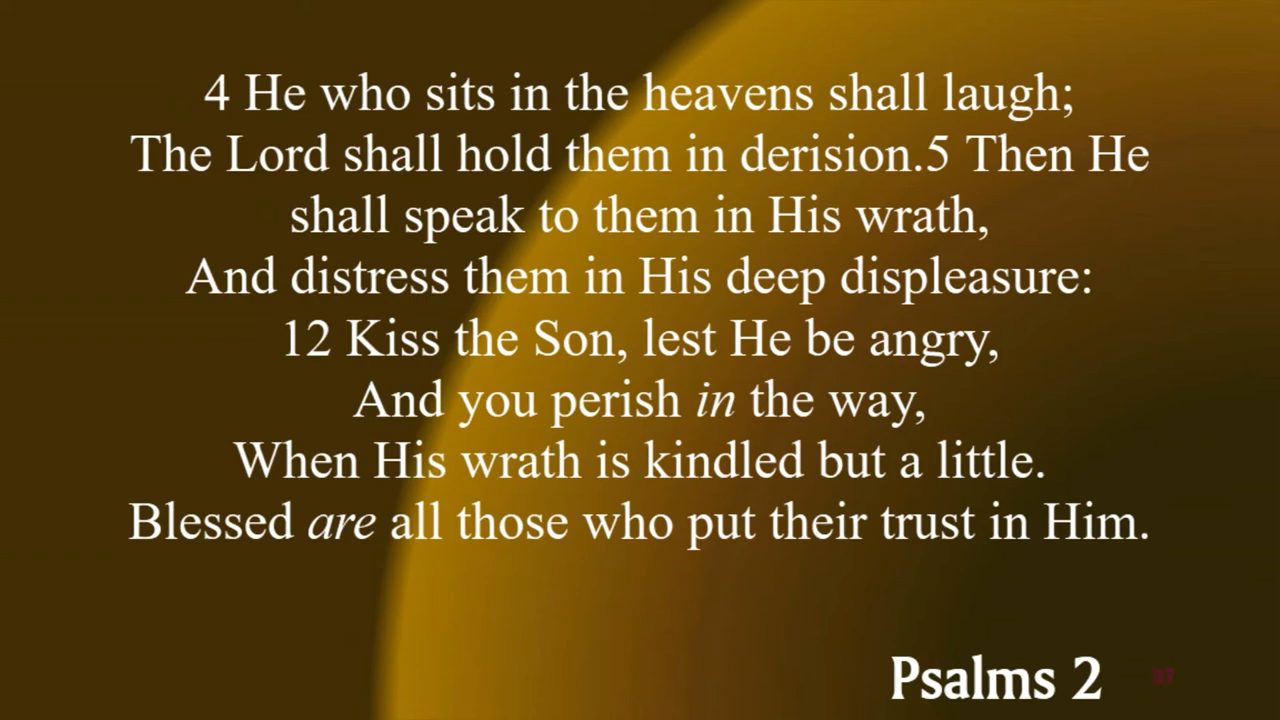 4 He who sits in the heavens shall laugh;
The Lord shall hold them in derision.5 Then He
shall speak to them in His wrath,
And distress them in His deep displeasure:
12 Kiss the Son, lest He be angry,
And you perish in the way,
When His wrath is kindled but a little.
Blessed are all those who put their trust in Him.
Psalms 2